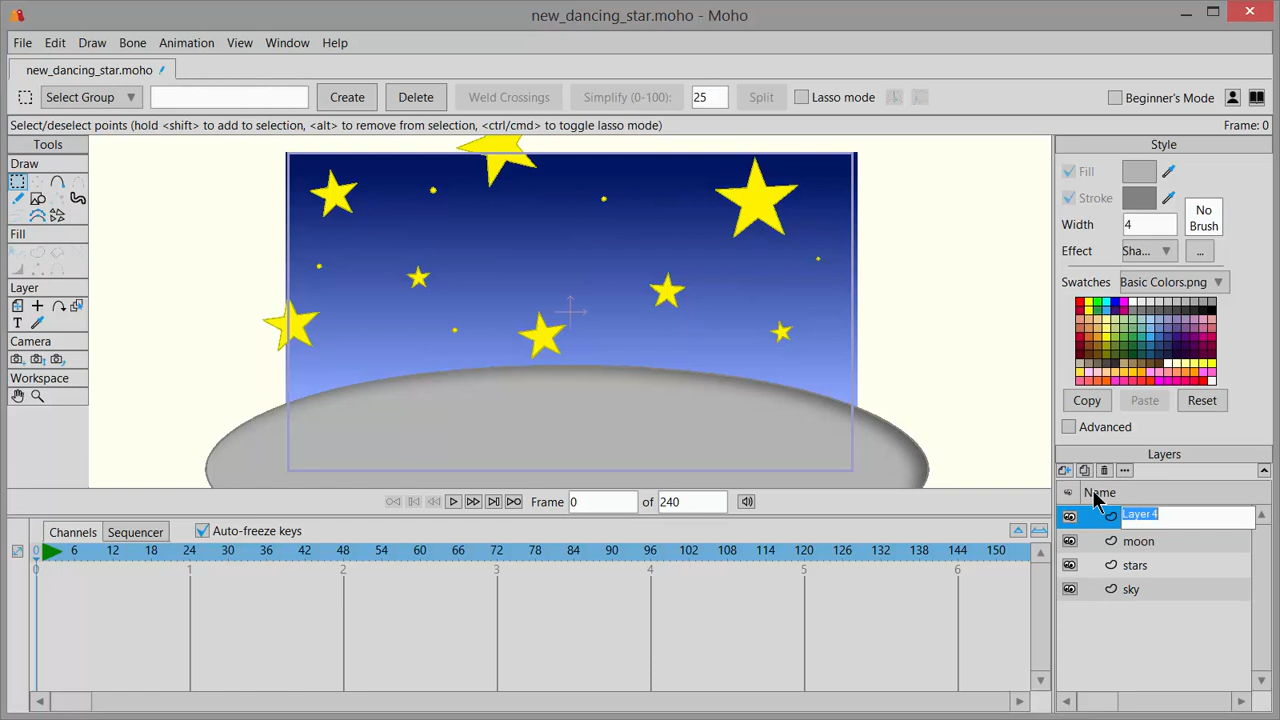 new_dancing_star.moho - Moho
File Edit Draw Bone Animation View Window Help
new_dancing_star.moho
Select Group Create Delete Weld Crossings Simplify (0-100): 25 Split Lasso mode Beginner's Mode
Select/deselect points (hold <shift> to add to selection, <alt> to remove from selection, <ctrl/cmd> to toggle lasso mode) Frame: 0
Tools
Draw
Fill
Layer
T
Camera
Workspace
Style
Fill
Stroke
Width 4 No Brush
Effect Sha... ...
Swatches Basic Colors.png
Copy Paste Reset
Advanced
Layers
Name
Layer 4
moon
stars
sky
Frame 0 of 240
Channels Sequencer Auto-freeze keys
0 6 12 18 24 30 36 42 48 54 60 66 72 78 84 90 96 102 108 114 120 126 132 138 144 150
0 1 2 3 4 5 6